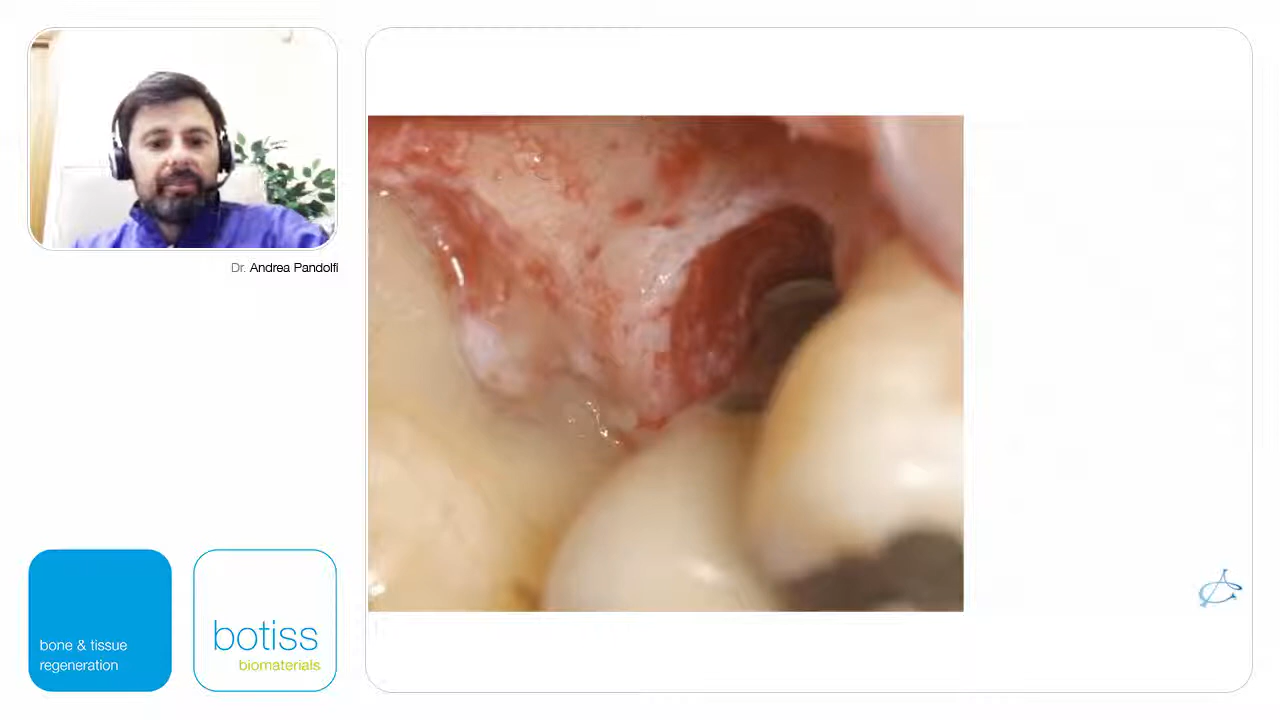 Dr. Andrea Pandolfi
bone & tissue
regeneration
botiss
biomaterials